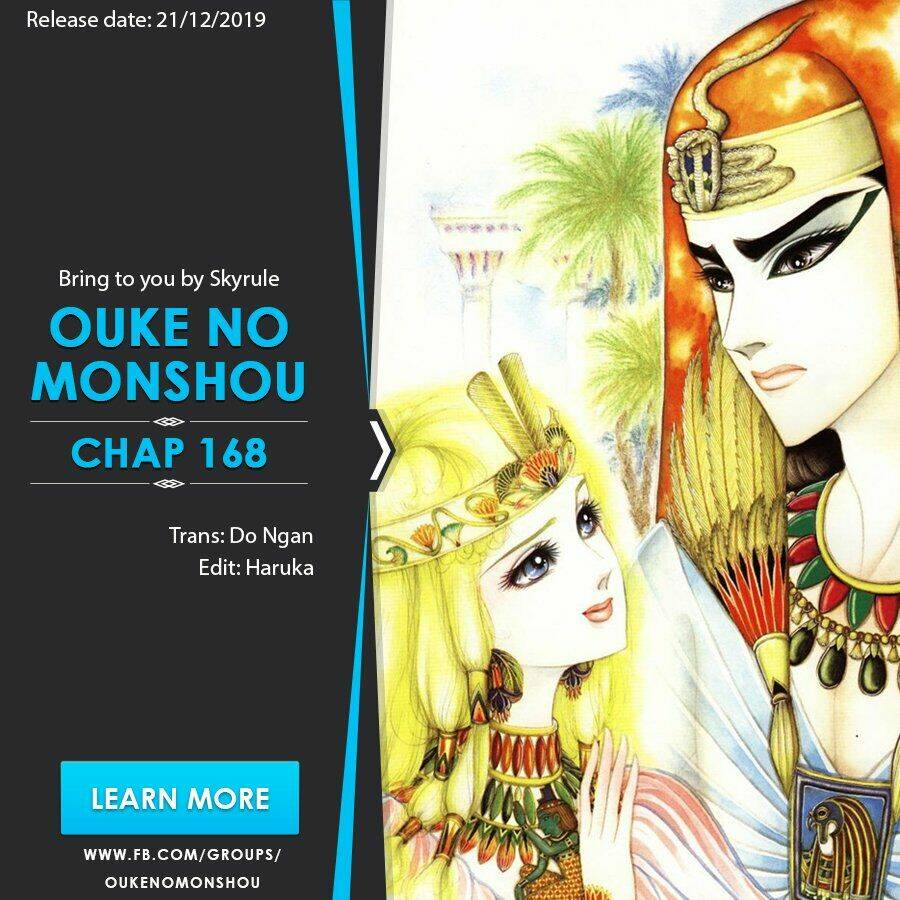 Release date: 21/12/2019
Bring to you by Skyrule
OUKE NO
MONSHOU
CHAP 168
Trans: Do Ngan
Edit: Haruka
LEARN MORE
WWW.FB.COM/GROUPS/
OUKENOMONSHOU